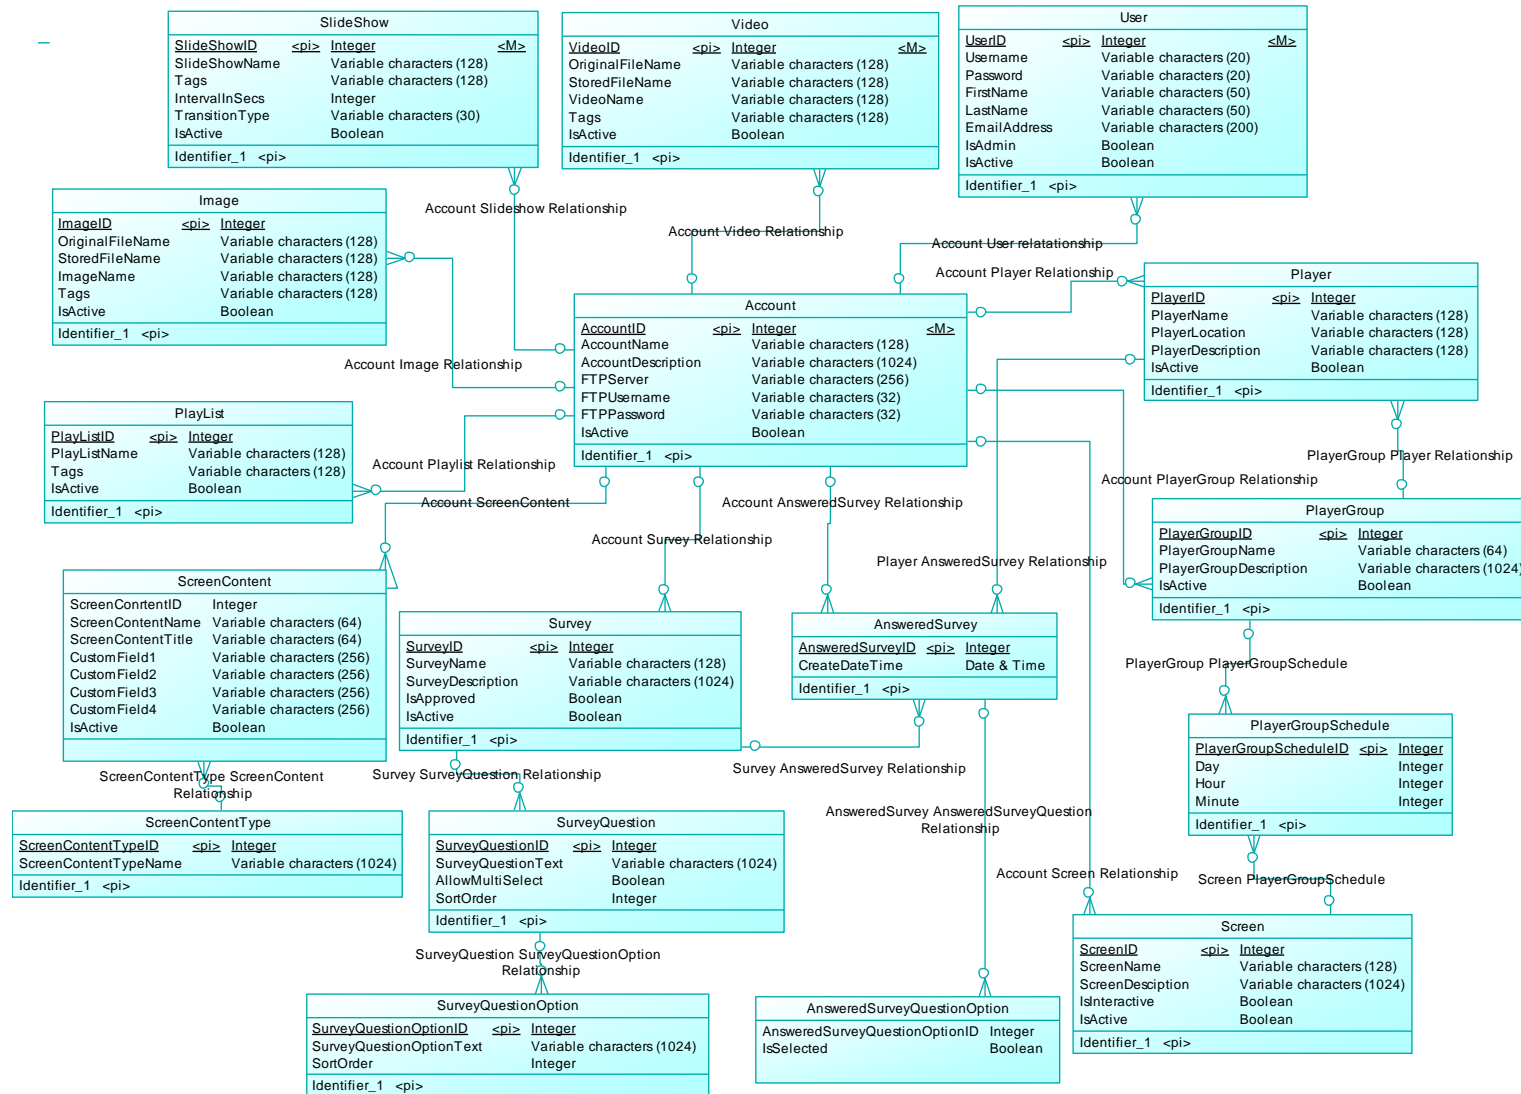 SlideShow
SlideShowID <pi> Integer <M>
SlideShowName Variable characters (128)
Tags Variable characters (128)
IntervalInSecs Integer
TransitionType Variable characters (30)
IsActive Boolean
Identifier_1 <pi>
Video
VideoID <pi> Integer <M>
OriginalFileName Variable characters (128)
StoredFileName Variable characters (128)
VideoName Variable characters (128)
Tags Variable characters (128)
IsActive Boolean
Identifier_1 <pi>
User
UserID <pi> Integer <M>
Username Variable characters (20)
Password Variable characters (20)
FirstName Variable characters (50)
LastName Variable characters (50)
EmailAddress Variable characters (200)
IsAdmin Boolean
IsActive Boolean
Identifier_1 <pi>
Account Slideshow Relationship
Account Video Relationship
Account User relatationship
Account Player Relationship
Image
ImageID <pi> Integer
OriginalFileName Variable characters (128)
StoredFileName Variable characters (128)
ImageName Variable characters (128)
Tags Variable characters (128)
IsActive Boolean
Identifier_1 <pi>
Account
AccountID <pi> Integer <M>
AccountName Variable characters (128)
AccountDescription Variable characters (1024)
FTPServer Variable characters (256)
FTPUsername Variable characters (32)
FTPPassword Variable characters (32)
IsActive Boolean
Identifier_1 <pi>
Player
PlayerID <pi> Integer
PlayerName Variable characters (128)
PlayerLocation Variable characters (128)
PlayerDescription Variable characters (128)
IsActive Boolean
Identifier_1 <pi>
Account Image Relationship
PlayList
PlayListID <pi> Integer
PlayListName Variable characters (128)
Tags Variable characters (128)
IsActive Boolean
Identifier_1 <pi>
Account Playlist Relationship
Account ScreenContent
Account AnsweredSurvey Relationship
Account Survey Relationship
PlayerGroup Player Relationship
Account PlayerGroup Relationship
Player AnsweredSurvey Relationship
PlayerGroup
PlayerGroupID <pi> Integer
PlayerGroupName Variable characters (64)
PlayerGroupDescription Variable characters (1024)
IsActive Boolean
Identifier_1 <pi>
ScreenContent
ScreenConrtentID Integer
ScreenContentName Variable characters (64)
ScreenContentTitle Variable characters (64)
CustomField1 Variable characters (256)
CustomField2 Variable characters (256)
CustomField3 Variable characters (256)
CustomField4 Variable characters (256)
IsActive Boolean
Survey
SurveyID <pi> Integer
SurveyName Variable characters (128)
SurveyDescription Variable characters (1024)
IsApproved Boolean
IsActive Boolean
Identifier_1 <pi>
AnsweredSurvey
AnsweredSurveyID <pi> Integer
CreateDateTime Date & Time
Identifier_1 <pi>
PlayerGroup PlayerGroupSchedule
PlayerGroupSchedule
PlayerGroupScheduleID <pi> Integer
Day Integer
Hour Integer
Minute Integer
Identifier_1 <pi>
ScreenContentType ScreenContent
Relationship
Survey SurveyQuestion Relationship
Survey AnsweredSurvey Relationship
AnsweredSurvey AnsweredSurveyQuestion
Relationship
ScreenContentType
ScreenContentTypeID <pi> Integer
ScreenContentTypeName Variable characters (1024)
Identifier_1 <pi>
SurveyQuestion
SurveyQuestionID <pi> Integer
SurveyQuestionText Variable characters (1024)
AllowMultiSelect Boolean
SortOrder Integer
Identifier_1 <pi>
Account Screen Relationship
Screen PlayerGroupSchedule
SurveyQuestion SurveyQuestionOption
Relationship
Screen
ScreenID <pi> Integer
ScreenName Variable characters (128)
ScreenDesciption Variable characters (1024)
IsInteractive Boolean
IsActive Boolean
Identifier_1 <pi>
SurveyQuestionOption
SurveyQuestionOptionID <pi> Integer
SurveyQuestionOptionText Variable characters (1024)
SortOrder Integer
Identifier_1 <pi>
AnsweredSurveyQuestionOption
AnsweredSurveyQuestionOptionID Integer
IsSelected Boolean